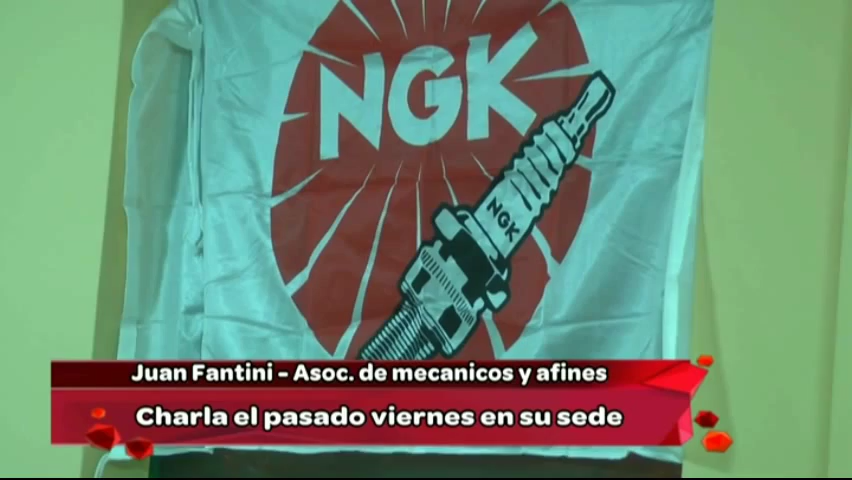 NGK
NGK
Juan Fantini - Asoc. de mecanicos y afines
Charla el pasado viernes en su sede